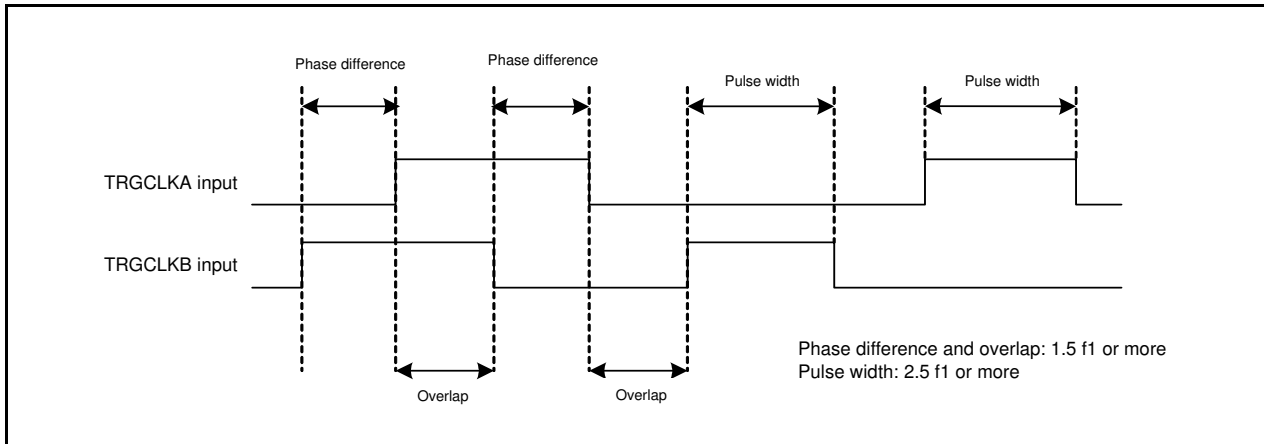 Phase difference
Phase difference
Pulse width
Pulse width
TRGCLKA input
TRGCLKB input
Overlap
Overlap
Phase difference and overlap: 1.5 f1 or more
Pulse width: 2.5 f1 or more